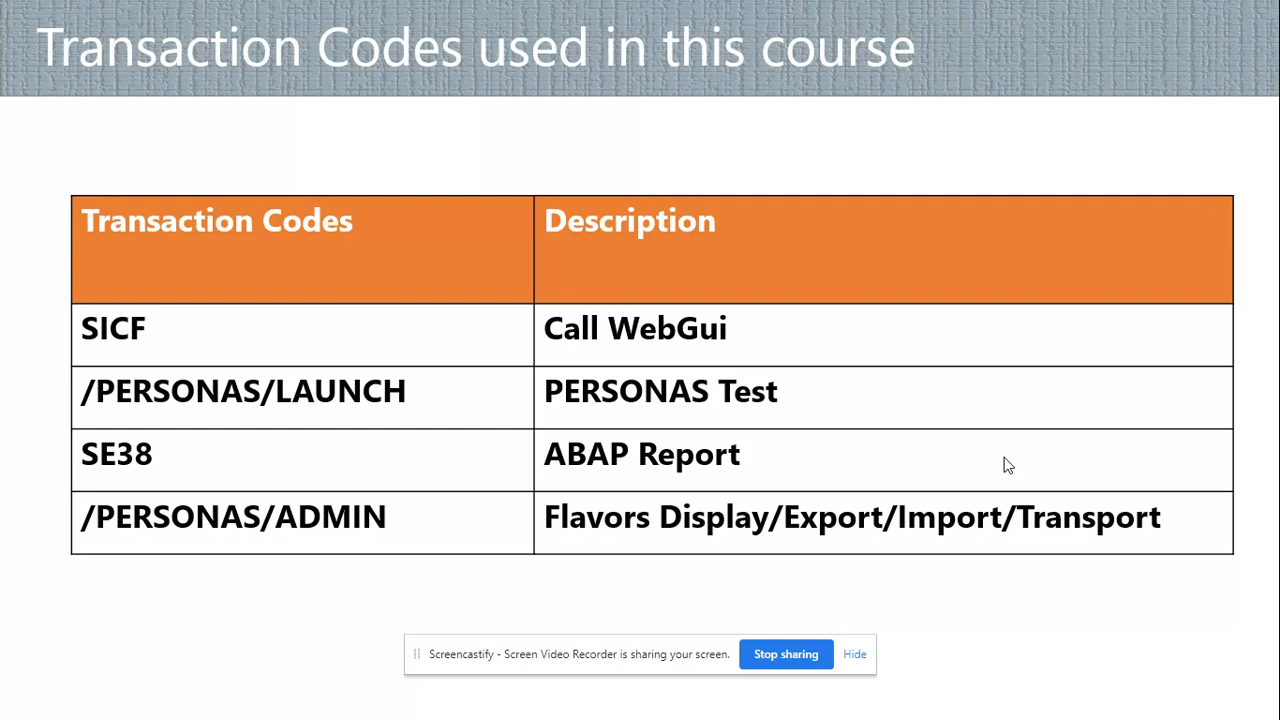 Transaction Codes used in this course
Transaction Codes Description
SICF Call WebGui
/PERSONAS/LAUNCH PERSONAS Test
SE38 ABAP Report
/PERSONAS/ADMIN Flavors Display/Export/Import/Transport
Screencastify - Screen Video Recorder is sharing your screen. Stop sharing Hide